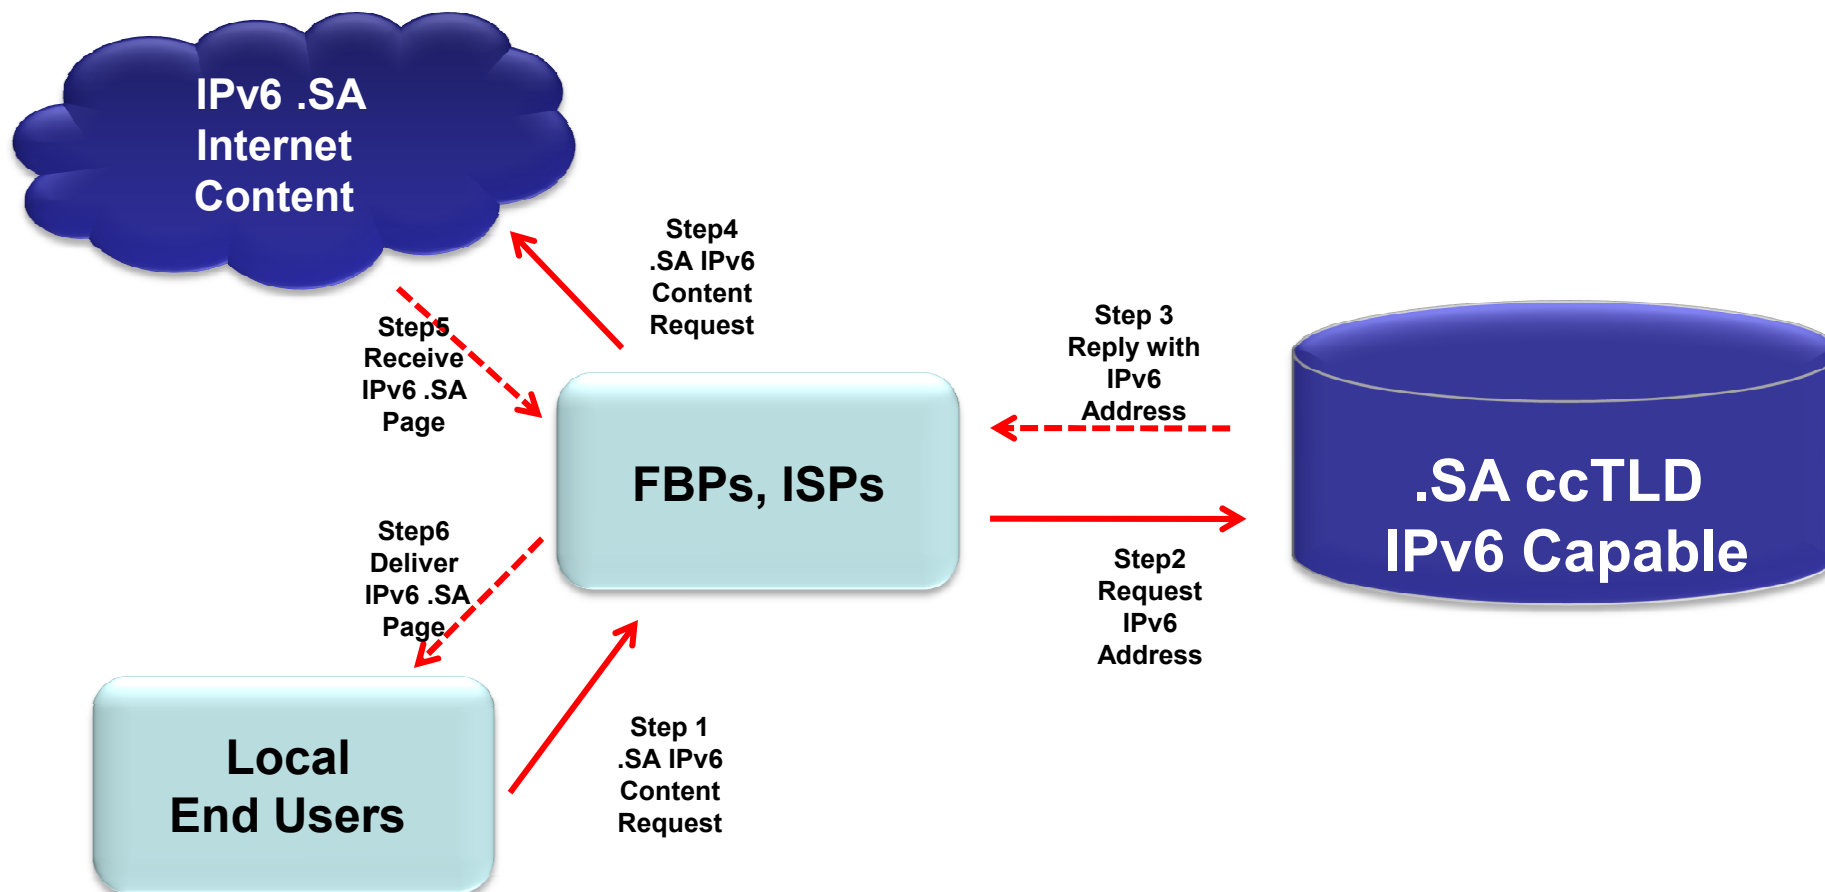 IPv6 .SA
Internet
Content
Step4
.SA IPv6
Content
Request
Step5
Receive
IPv6 .SA
Page
Step 3
Reply with
IPv6
Address
FBPs, ISPs
.SA ccTLD
IPv6 Capable
Step2
Request
IPv6
Address
Step6
Deliver
IPv6 .SA
Page
Step 1
.SA IPv6
Content
Request
Local
End Users